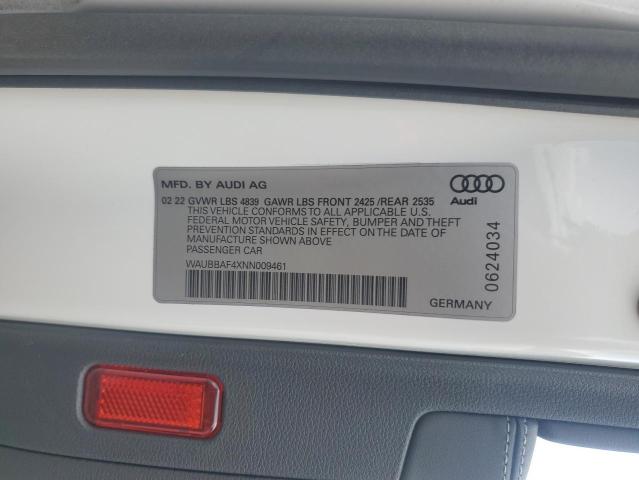 MFD. BY AUDI AG
02 22 GVWR LBS 4839 GAWR LBS FRONT 2425 /REAR 2535
THIS VEHICLE CONFORMS TO ALL APPLICABLE U.S.
FEDERAL MOTOR VEHICLE SAFETY, BUMPER AND THEFT
PREVENTION STANDARDS IN EFFECT ON THE DATE OF
MANUFACTURE SHOWN ABOVE
PASSENGER CAR
WAUBBAF4XNN009461
Audi
0624034
GERMANY